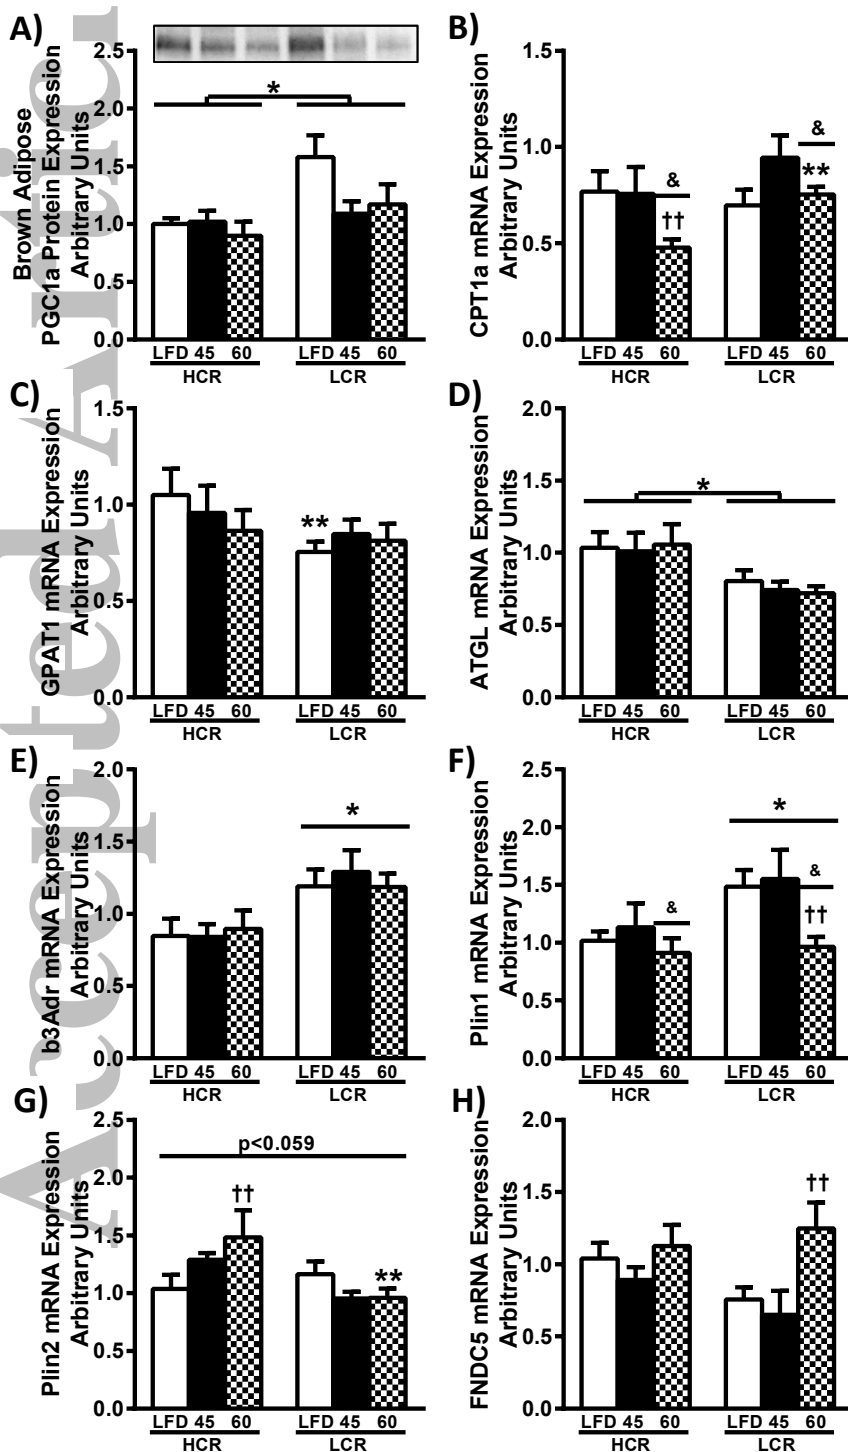 A)
Brown Adipose
PGC1a Protein Expression
Arbitrary Units
2.5
2.0
1.5
1.0
0.5
0.0
*
LFD 45 60 LFD 45 60
HCR LCR
B)
CPT1a mRNA Expression
Arbitrary Units
1.5
1.0
0.5
0.0
&
††
&
**
LFD 45 60 LFD 45 60
HCR LCR
C)
GPAT1 mRNA Expression
Arbitrary Units
1.5
1.0
0.5
0.0
**
LFD 45 60 LFD 45 60
HCR LCR
D)
ATGL mRNA Expression
Arbitrary Units
2.0
1.5
1.0
0.5
0.0
*
LFD 45 60 LFD 45 60
HCR LCR
E)
b3Adr mRNA Expression
Arbitrary Units
2.0
1.5
1.0
0.5
0.0
*
LFD 45 60 LFD 45 60
HCR LCR
F)
Plin1 mRNA Expression
Arbitrary Units
2.5
2.0
1.5
1.0
0.5
0.0
*
&
&
††
LFD 45 60 LFD 45 60
HCR LCR
G)
Plin2 mRNA Expression
Arbitrary Units
2.5
2.0
1.5
1.0
0.5
0.0
p<0.059
††
**
LFD 45 60 LFD 45 60
HCR LCR
H)
FNDC5 mRNA Expression
Arbitrary Units
2.0
1.5
1.0
0.5
0.0
††
LFD 45 60 LFD 45 60
HCR LCR
Accepted Artic